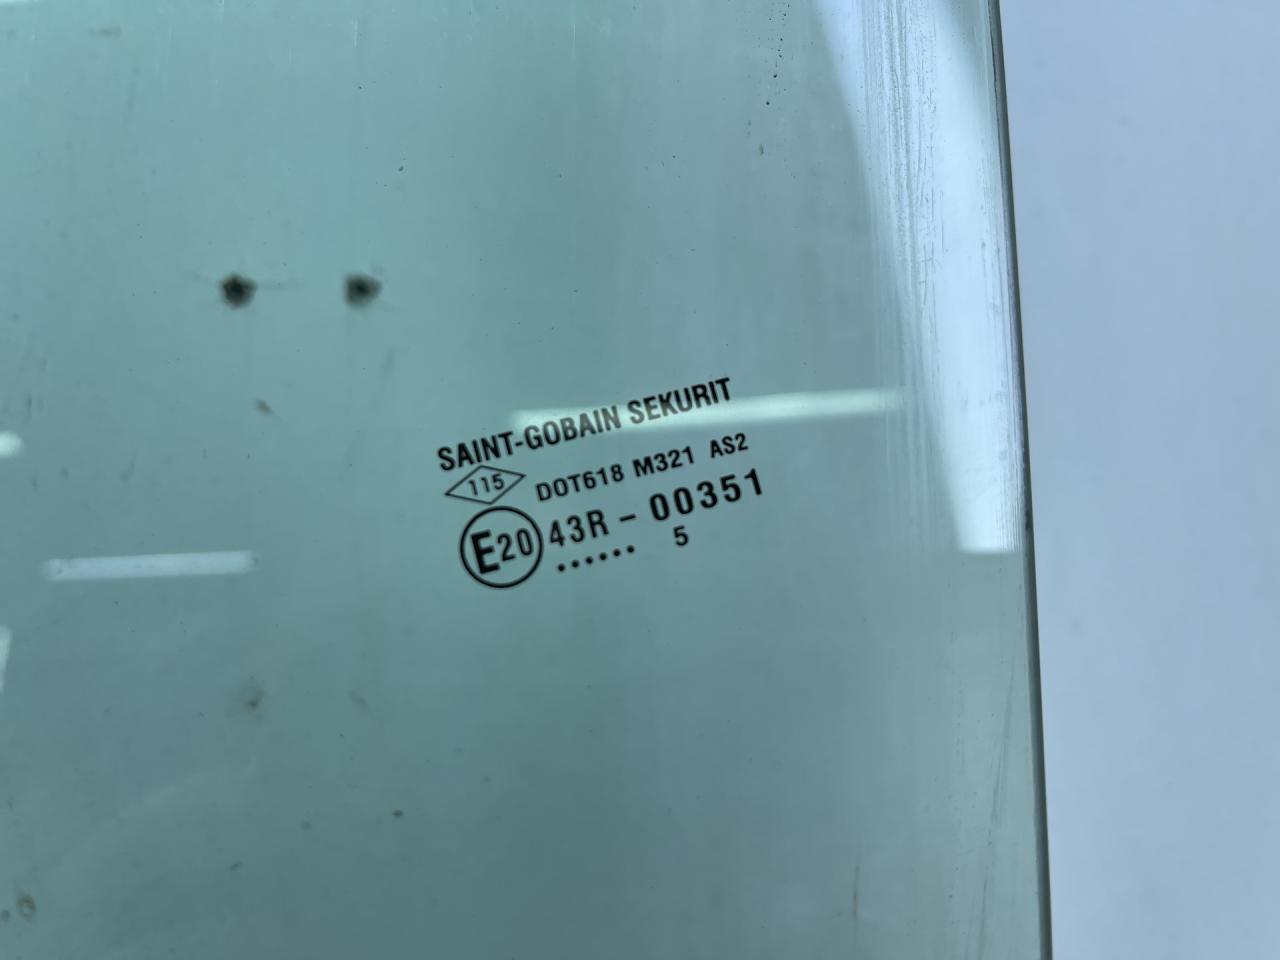 SAINT-GOBAIN SEKURIT
115 DOT618 M321 AS2
E20 43R - 00351
...... 5